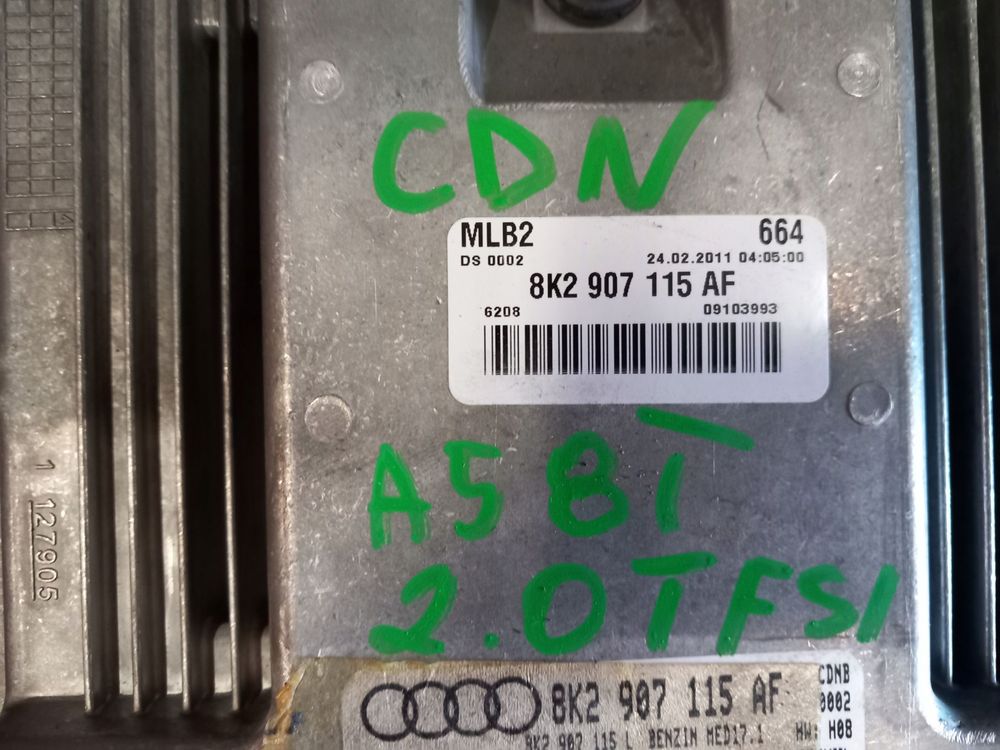 CDN
MLB2 664
DS 0002 24.02.2011 04:05:00
8K2 907 115 AF
6208 09103993
A5 8T
2.0TFSI
1 127905
8K2 907 115 AF CDNB
0002
8K2 907 115 L BENZIN MED17.1 HW: H08